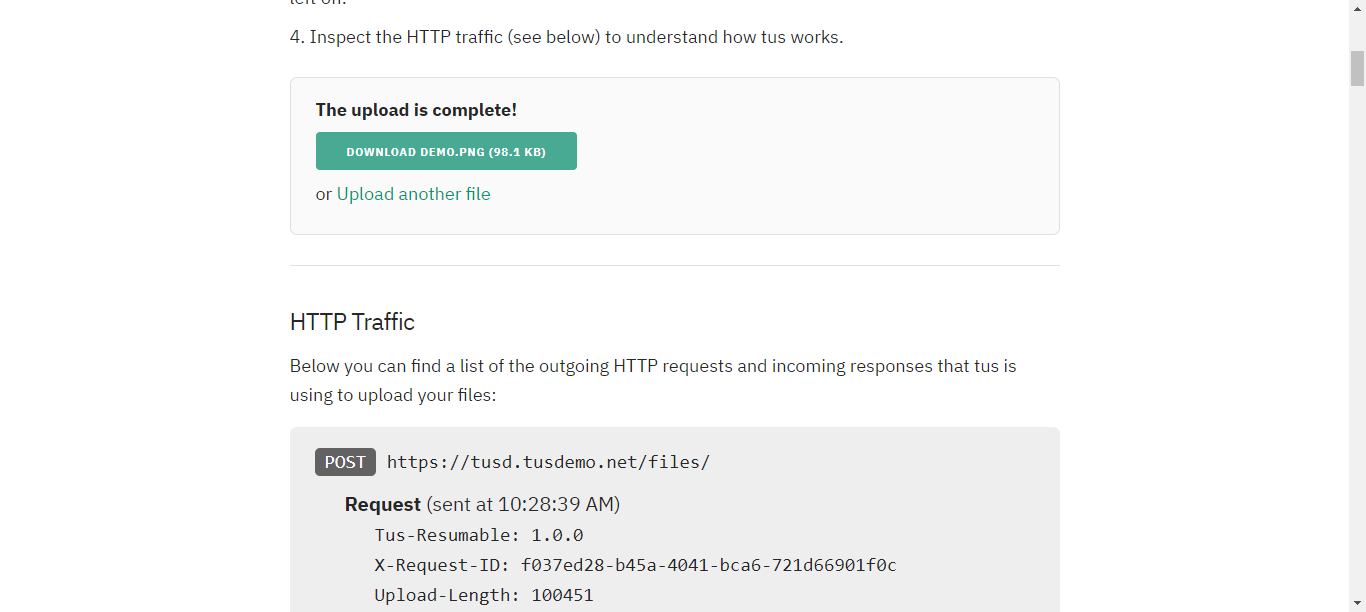 left off.
4. Inspect the HTTP traffic (see below) to understand how tus works.
The upload is complete!
DOWNLOAD DEMO.PNG (98.1 KB)
or Upload another file
HTTP Traffic
Below you can find a list of the outgoing HTTP requests and incoming responses that tus is
using to upload your files:
POST https://tusd.tusdemo.net/files/
Request (sent at 10:28:39 AM)
Tus-Resumable: 1.0.0
X-Request-ID: f037ed28-b45a-4041-bca6-721d66901f0c
Upload-Length: 100451